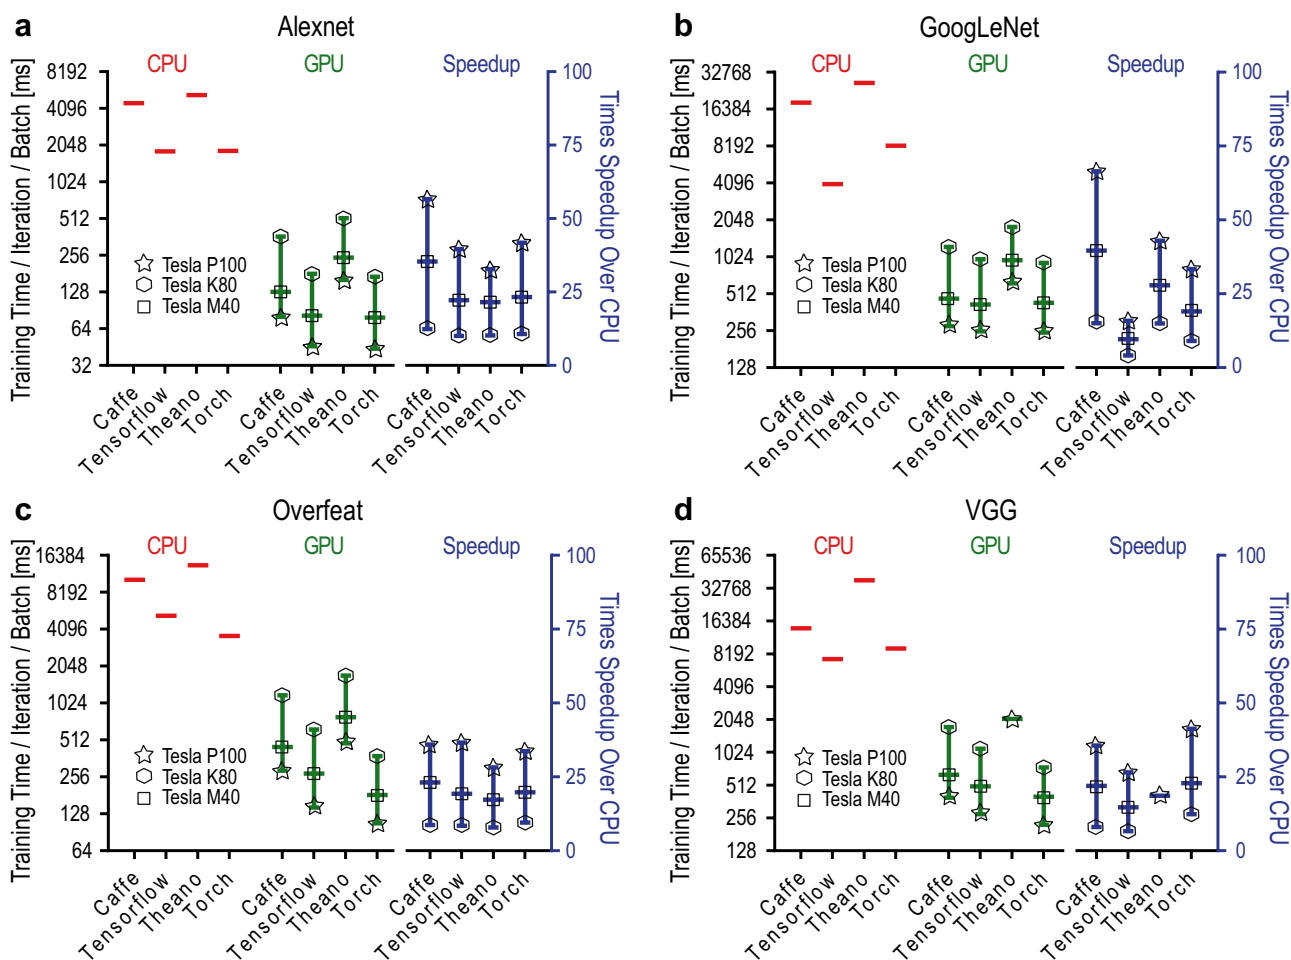 a
Alexnet
CPU
GPU
Speedup
Training Time / Iteration / Batch [ms]
8192
4096
2048
1024
512
256
128
64
32
Tesla P100
Tesla K80
Tesla M40
100
75
50
25
0
Times Speedup Over CPU
Caffe
Tensorflow
Theano
Torch
Caffe
Tensorflow
Theano
Torch
Caffe
Tensorflow
Theano
Torch
b
GoogLeNet
CPU
GPU
Speedup
Training Time / Iteration / Batch [ms]
32768
16384
8192
4096
2048
1024
512
256
128
Tesla P100
Tesla K80
Tesla M40
100
75
50
25
0
Times Speedup Over CPU
Caffe
Tensorflow
Theano
Torch
Caffe
Tensorflow
Theano
Torch
Caffe
Tensorflow
Theano
Torch
c
Overfeat
CPU
GPU
Speedup
Training Time / Iteration / Batch [ms]
16384
8192
4096
2048
1024
512
256
128
64
Tesla P100
Tesla K80
Tesla M40
100
75
50
25
0
Times Speedup Over CPU
Caffe
Tensorflow
Theano
Torch
Caffe
Tensorflow
Theano
Torch
Caffe
Tensorflow
Theano
Torch
d
VGG
CPU
GPU
Speedup
Training Time / Iteration / Batch [ms]
65536
32768
16384
8192
4096
2048
1024
512
256
128
Tesla P100
Tesla K80
Tesla M40
100
75
50
25
0
Times Speedup Over CPU
Caffe
Tensorflow
Theano
Torch
Caffe
Tensorflow
Theano
Torch
Caffe
Tensorflow
Theano
Torch